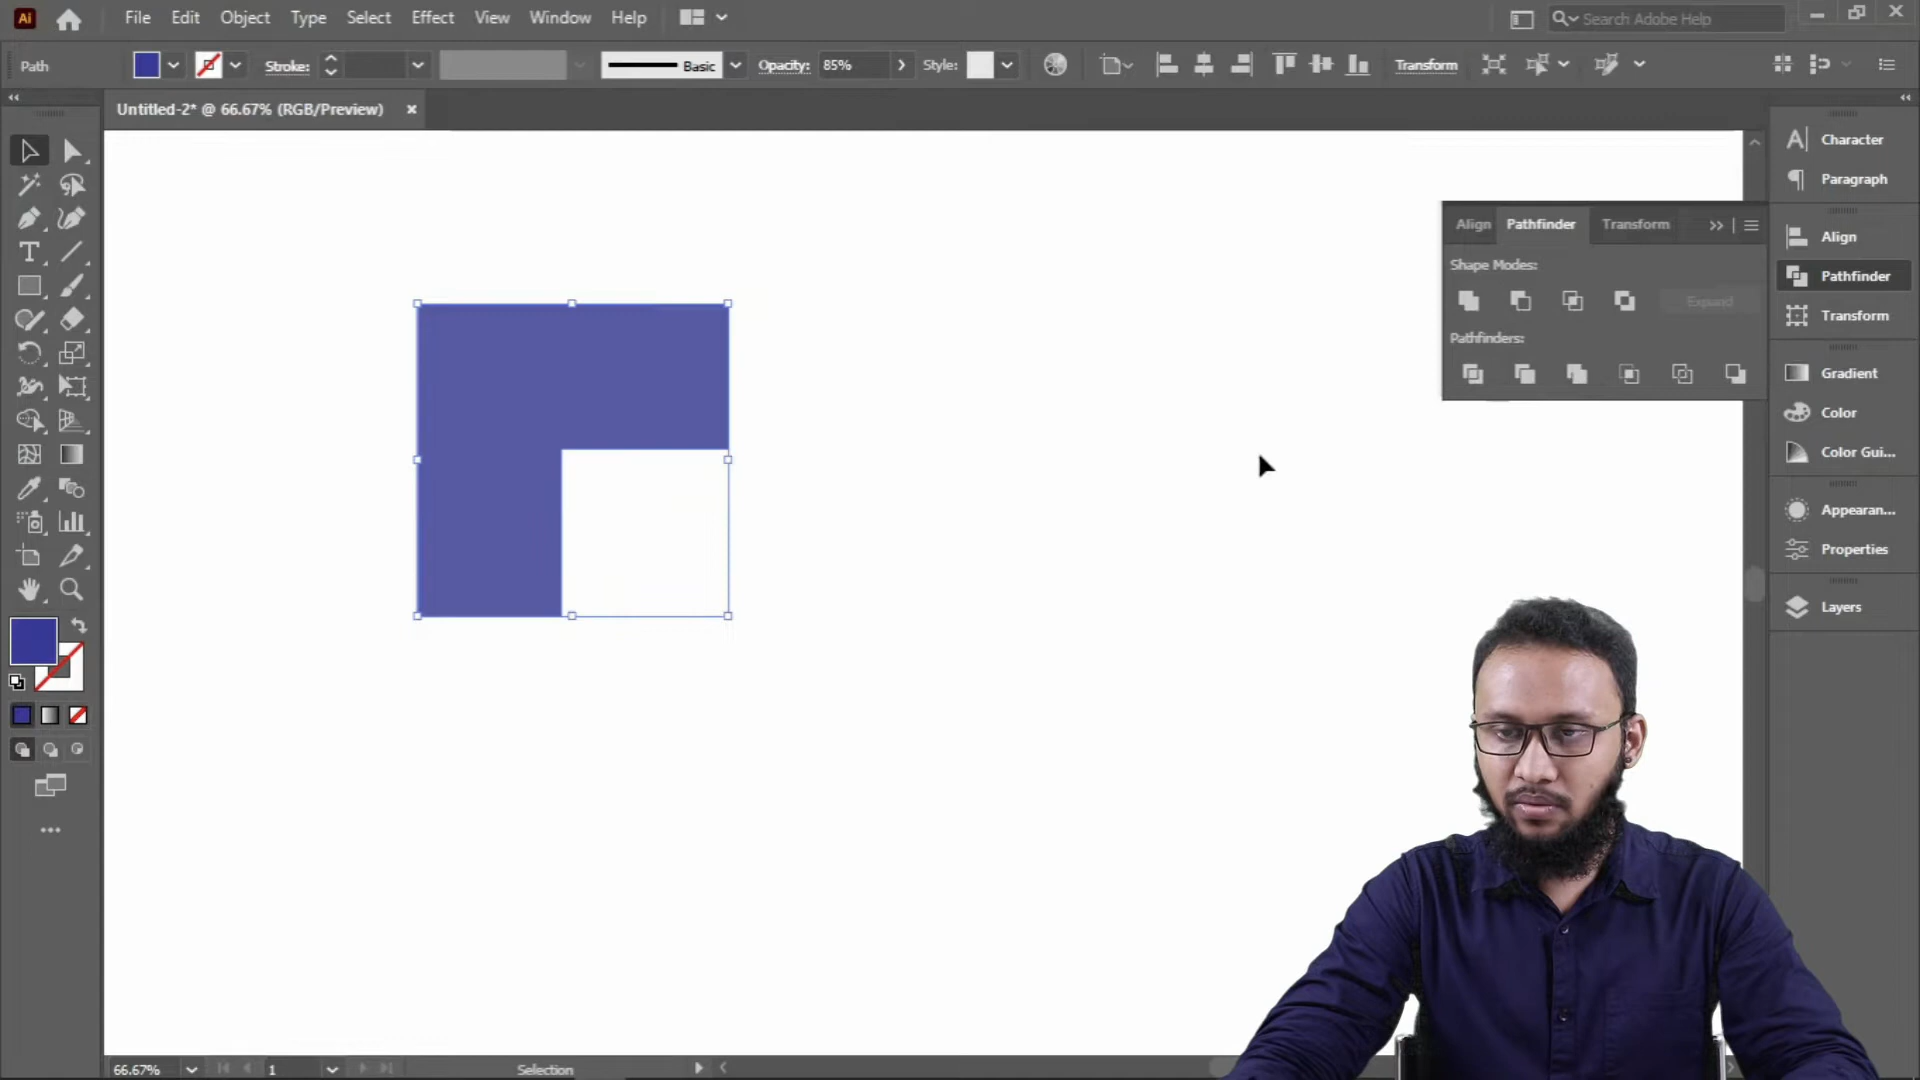 Ai File Edit Object Type Select Effect View Window Help Search Adobe Help
Path Stroke: Basic Opacity: 85% Style: Transform
Untitled-2* @ 66.67% (RGB/Preview)
Character
Paragraph
Align Pathfinder Transform
Align
Shape Modes:
Pathfinder
Expand
Transform
Pathfinders:
Gradient
Color
Color Gui...
Appearan...
Properties
Layers
66.67% 1 Selection